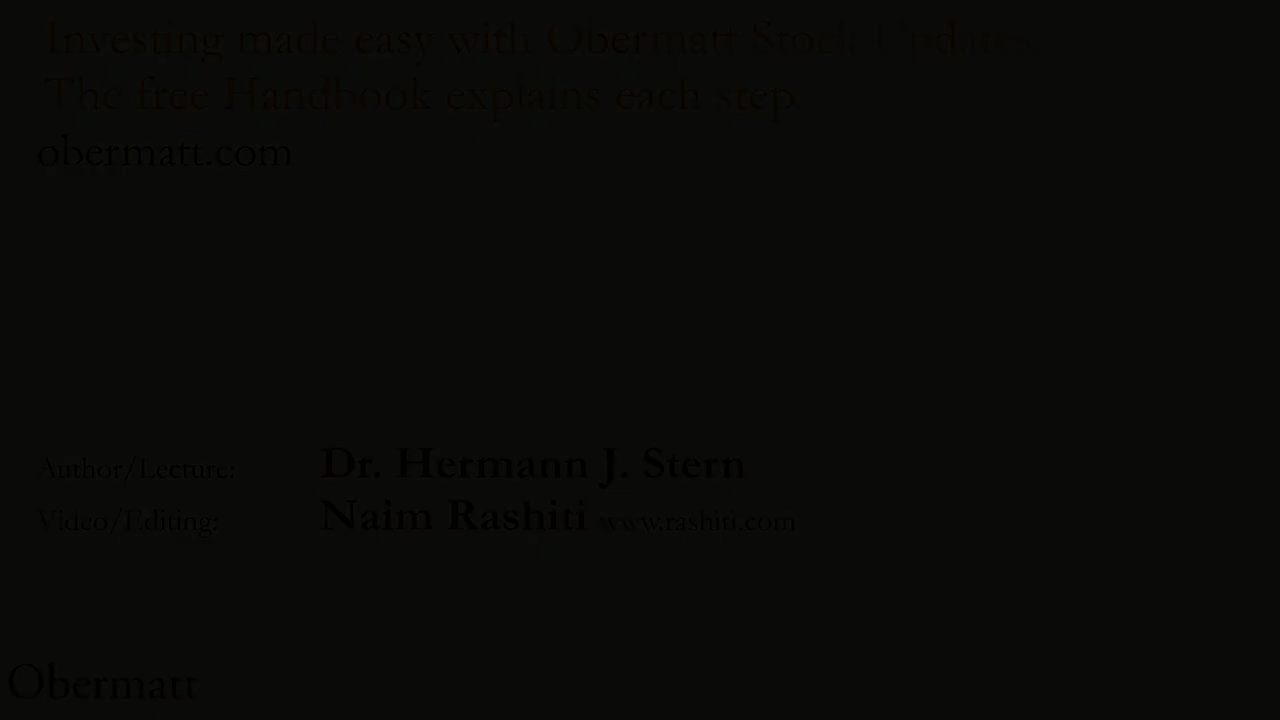 Investing made easy with Obermatt Stock Updates.
The free Handbook explains each step.
obermatt.com
Author/Lecture: Dr. Hermann J. Stern
Video/Editing: Naim Rashiti www.rashiti.com
Obermatt